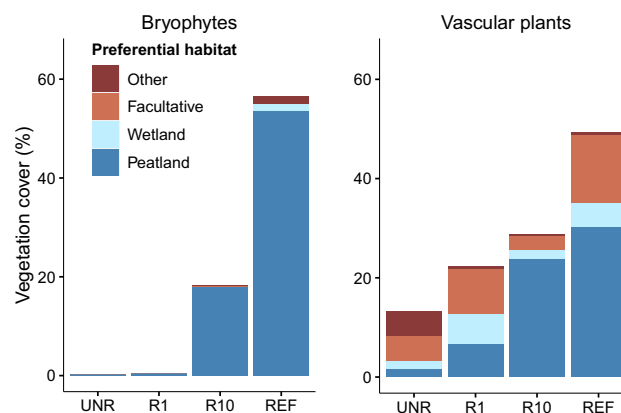 Bryophytes
Vascular plants
Preferential habitat
Other
Facultative
Wetland
Peatland
Vegetation cover (%)
60
40
20
0
60
40
20
0
UNR R1 R10 REF
UNR R1 R10 REF